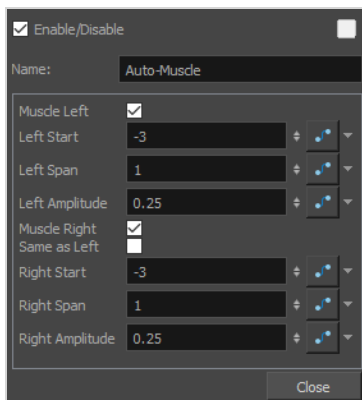 Enable/Disable
Name: Auto-Muscle
Muscle Left
Left Start -3
Left Span 1
Left Amplitude 0.25
Muscle Right
Same as Left
Right Start -3
Right Span 1
Right Amplitude 0.25
Close